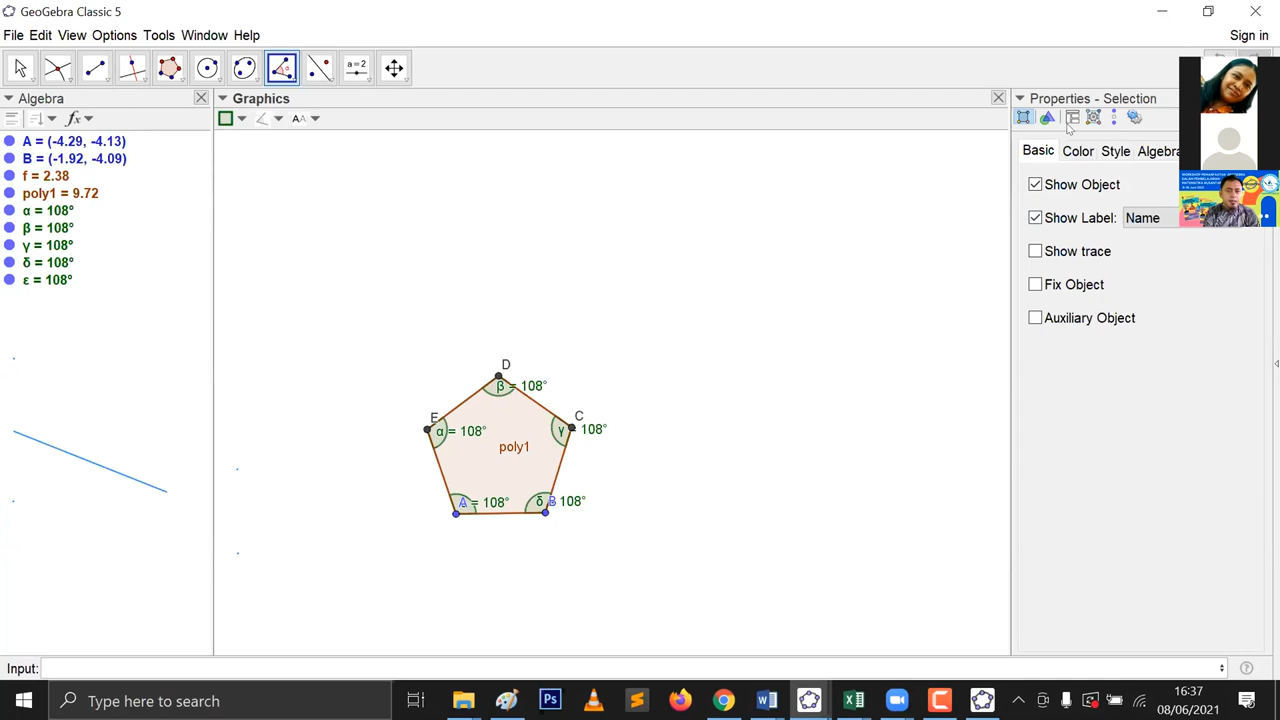 GeoGebra Classic 5
File Edit View Options Tools Window Help
Sign in
a = 2
Algebra
Graphics
Properties - Selection
fx
AA
A = (-4.29, -4.13)
B = (-1.92, -4.09)
f = 2.38
poly1 = 9.72
α = 108°
β = 108°
γ = 108°
δ = 108°
ε = 108°
Basic Color Style Algebra
Show Object
Show Label: Name
Show trace
Fix Object
Auxiliary Object
D
β = 108°
E
C
α = 108°
γ = 108°
poly1
A = 108°
δ B 108°
Input:
Type here to search
Ps
16:37
08/06/2021